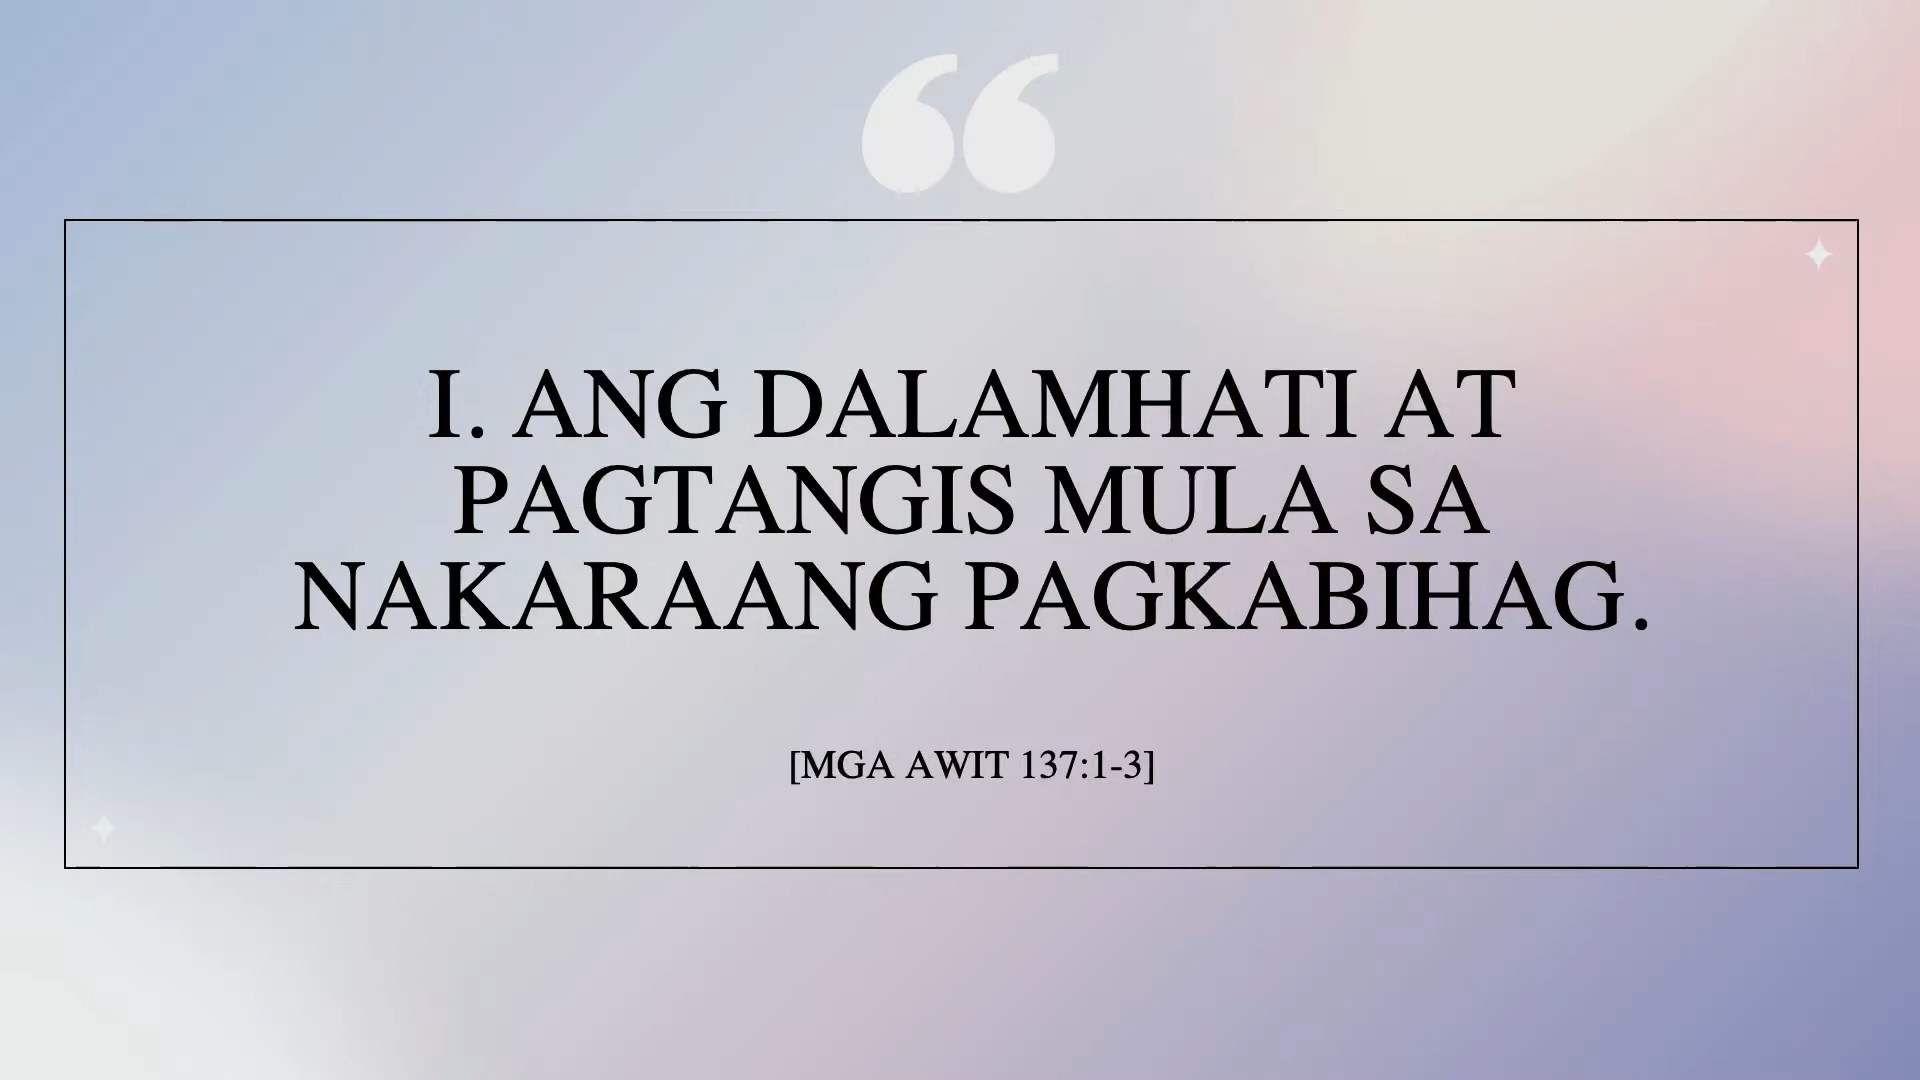 “
I. ANG DALAMHATI AT
PAGTANGIS MULA SA
NAKARAANG PAGKABIHAG.
[MGA AWIT 137:1-3]